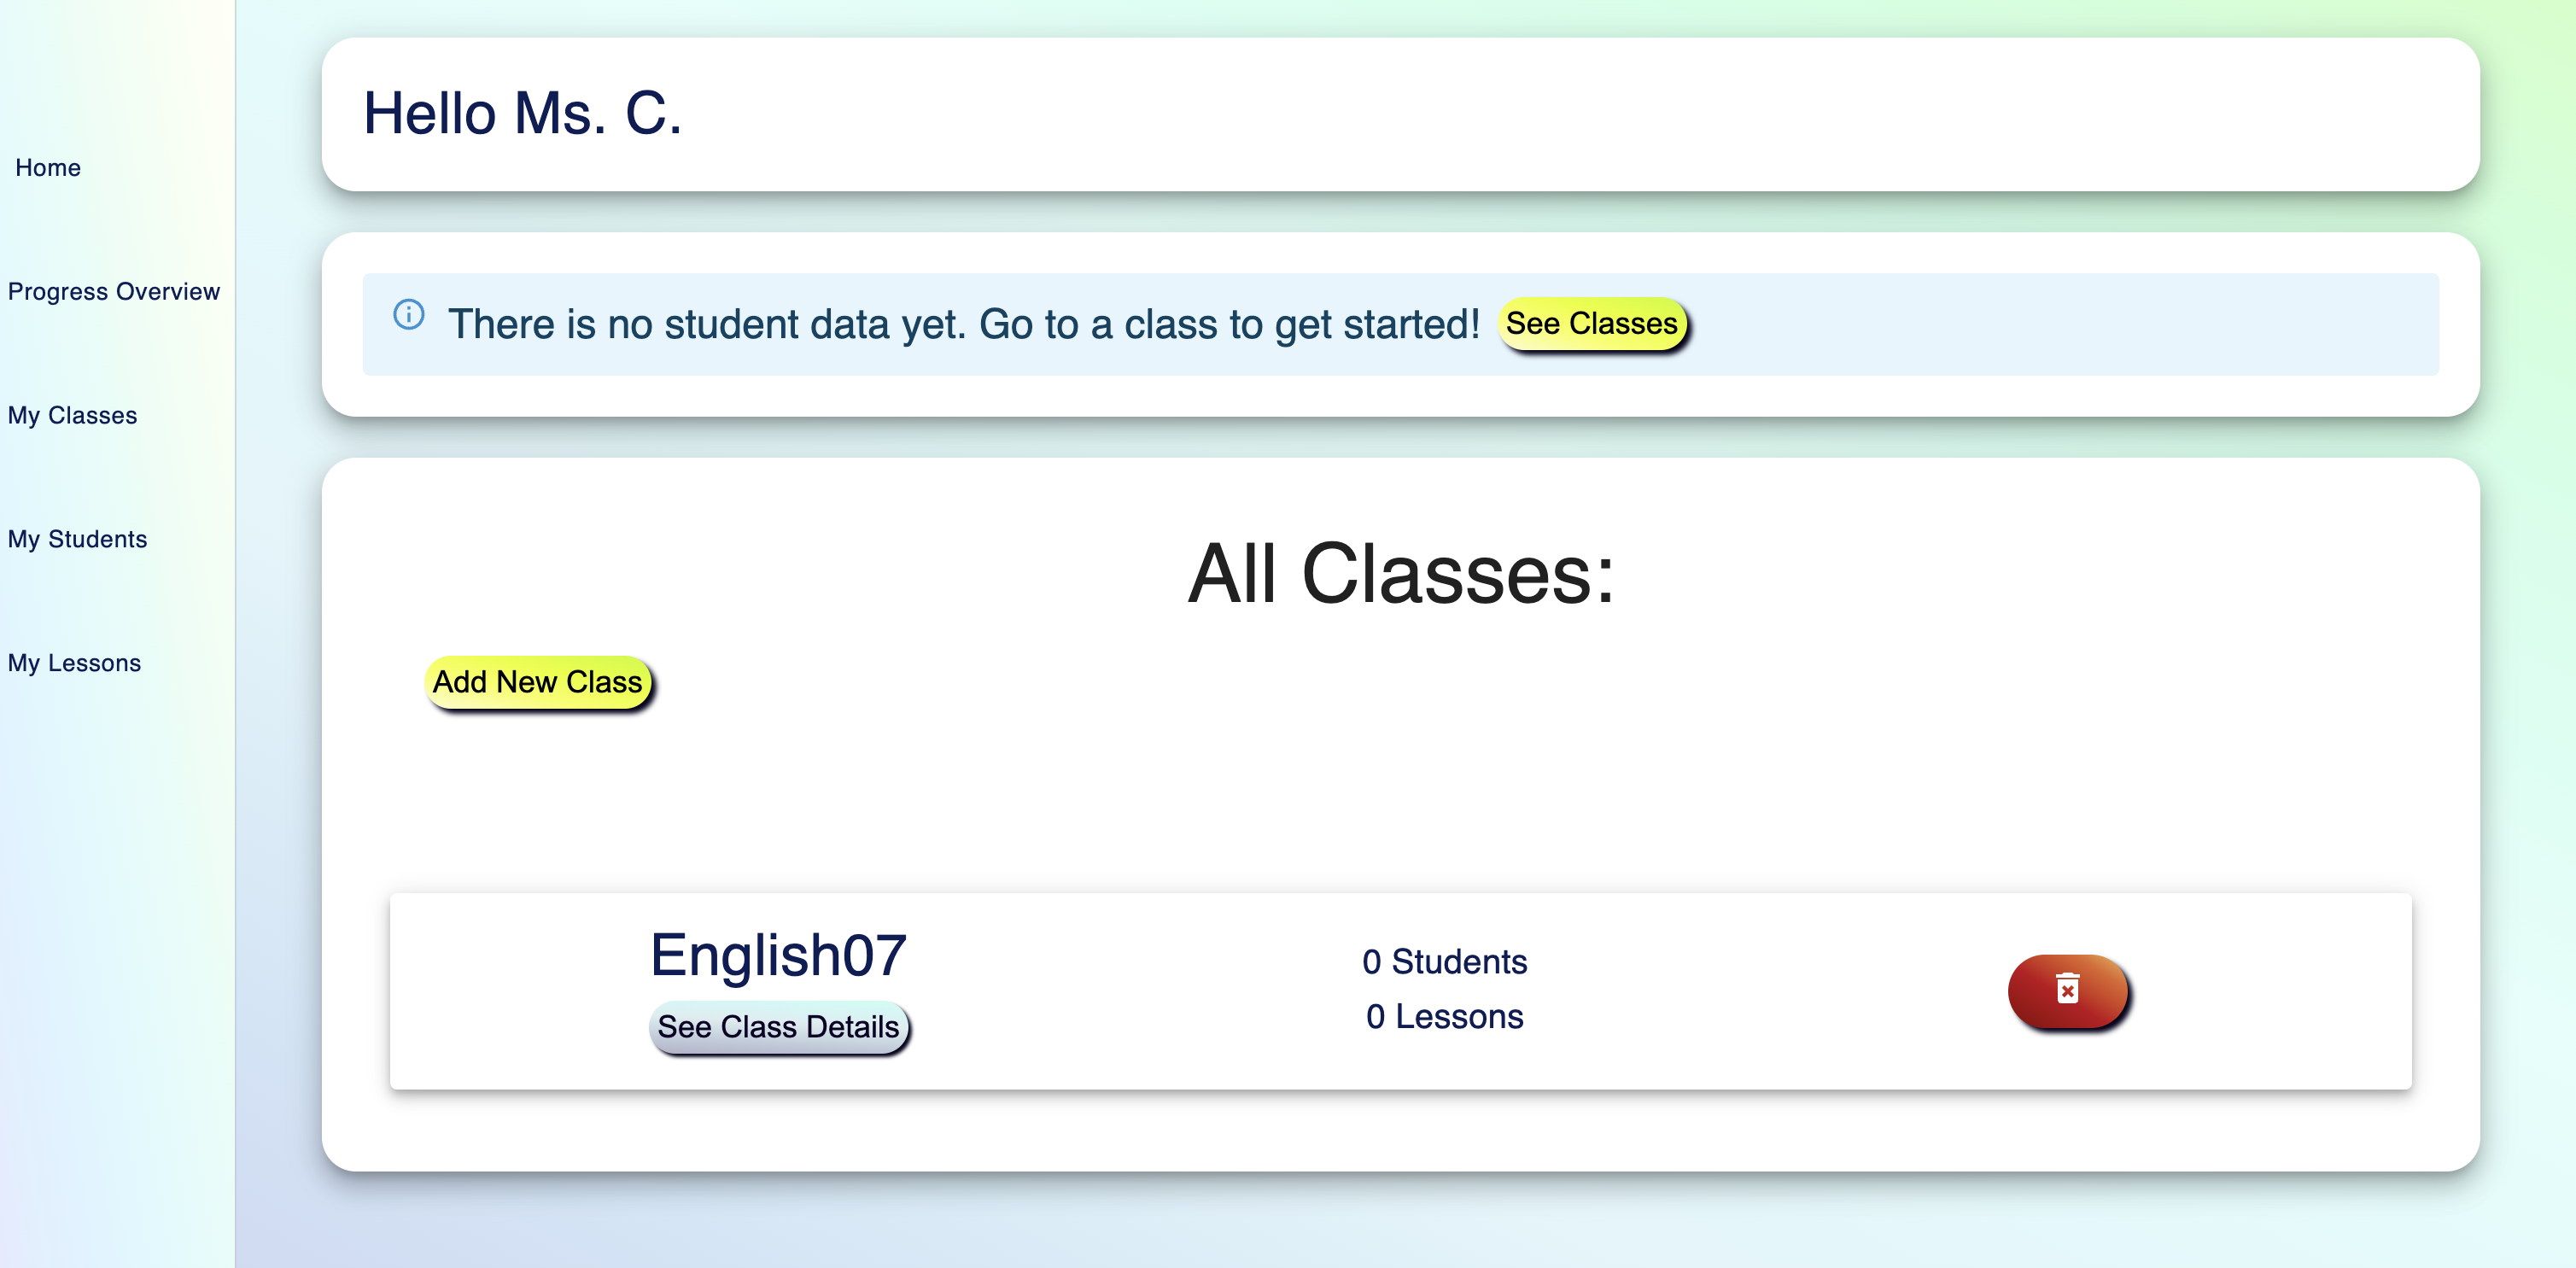 Home
Progress Overview
My Classes
My Students
My Lessons
Hello Ms. C.
There is no student data yet. Go to a class to get started! See Classes
All Classes:
Add New Class
English07
See Class Details
0 Students
0 Lessons